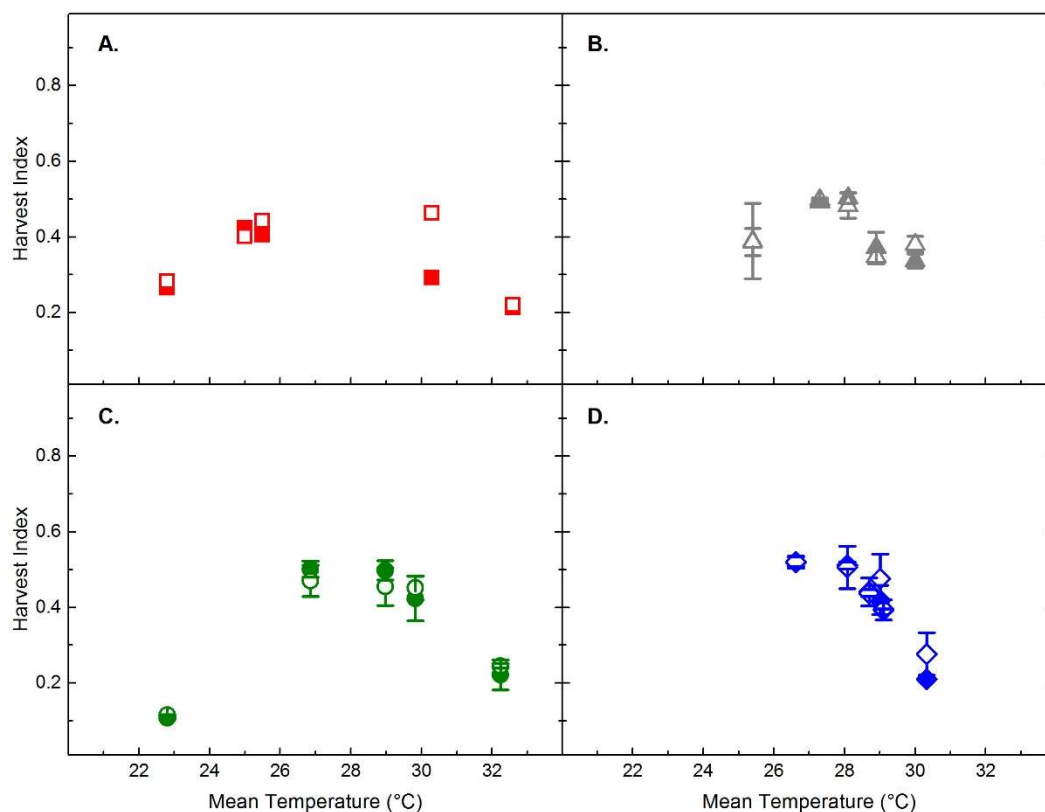 A.
B.
Harvest Index
0.8
0.6
0.4
0.2
C.
D.
Harvest Index
0.8
0.6
0.4
0.2
22 24 26 28 30 32 22 24 26 28 30 32
Mean Temperature (°C) Mean Temperature (°C)